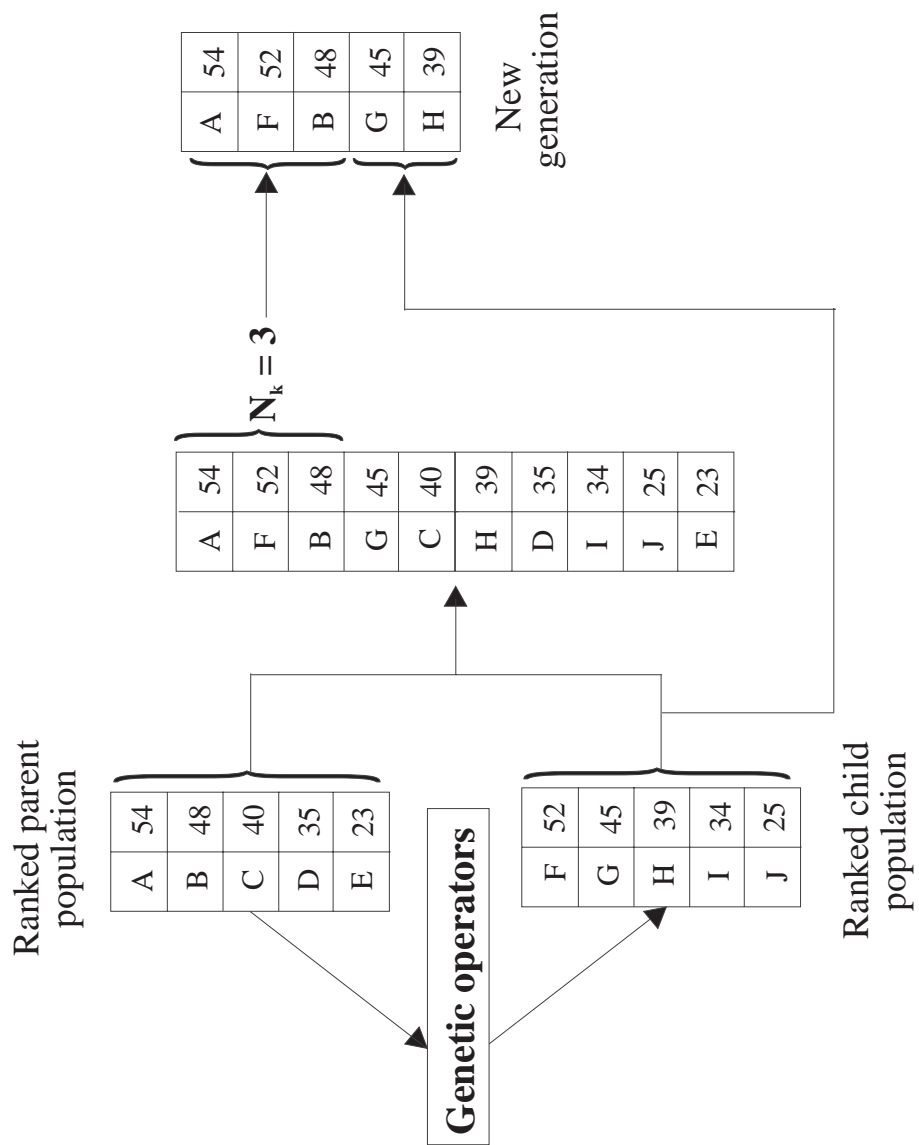 Ranked parent
population
A 54
B 48
C 40
D 35
E 23
Genetic operators
Ranked child
population
F 52
G 45
H 39
I 34
J 25
A 54
F 52
B 48
G 45
C 40
H 39
D 35
I 34
J 25
E 23
Nₖ = 3
A 54
F 52
B 48
G 45
H 39
New
generation